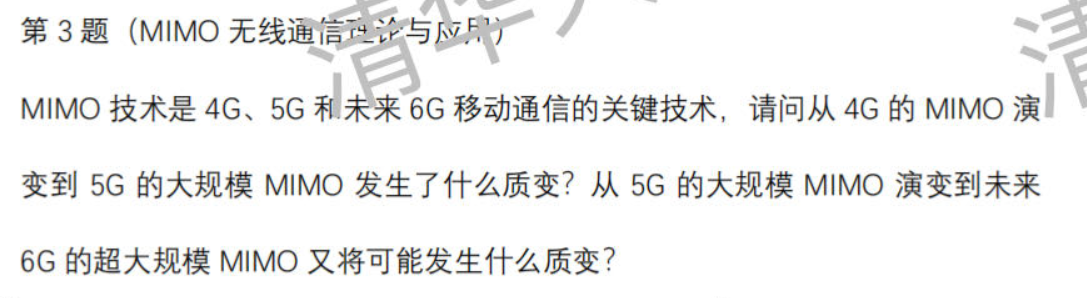 第 3 题（MIMO 无线通信理论与应用）
MIMO 技术是 4G、5G 和未来 6G 移动通信的关键技术，请问从 4G 的 MIMO 演
变到 5G 的大规模 MIMO 发生了什么质变？从 5G 的大规模 MIMO 演变到未来
6G 的超大规模 MIMO 又将可能发生什么质变？
清华
清